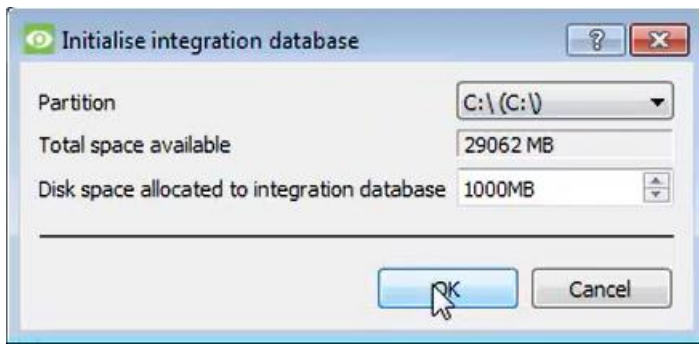 Initialise integration database
Partition C:\ (C:\)
Total space available 29062 MB
Disk space allocated to integration database 1000MB
OK Cancel